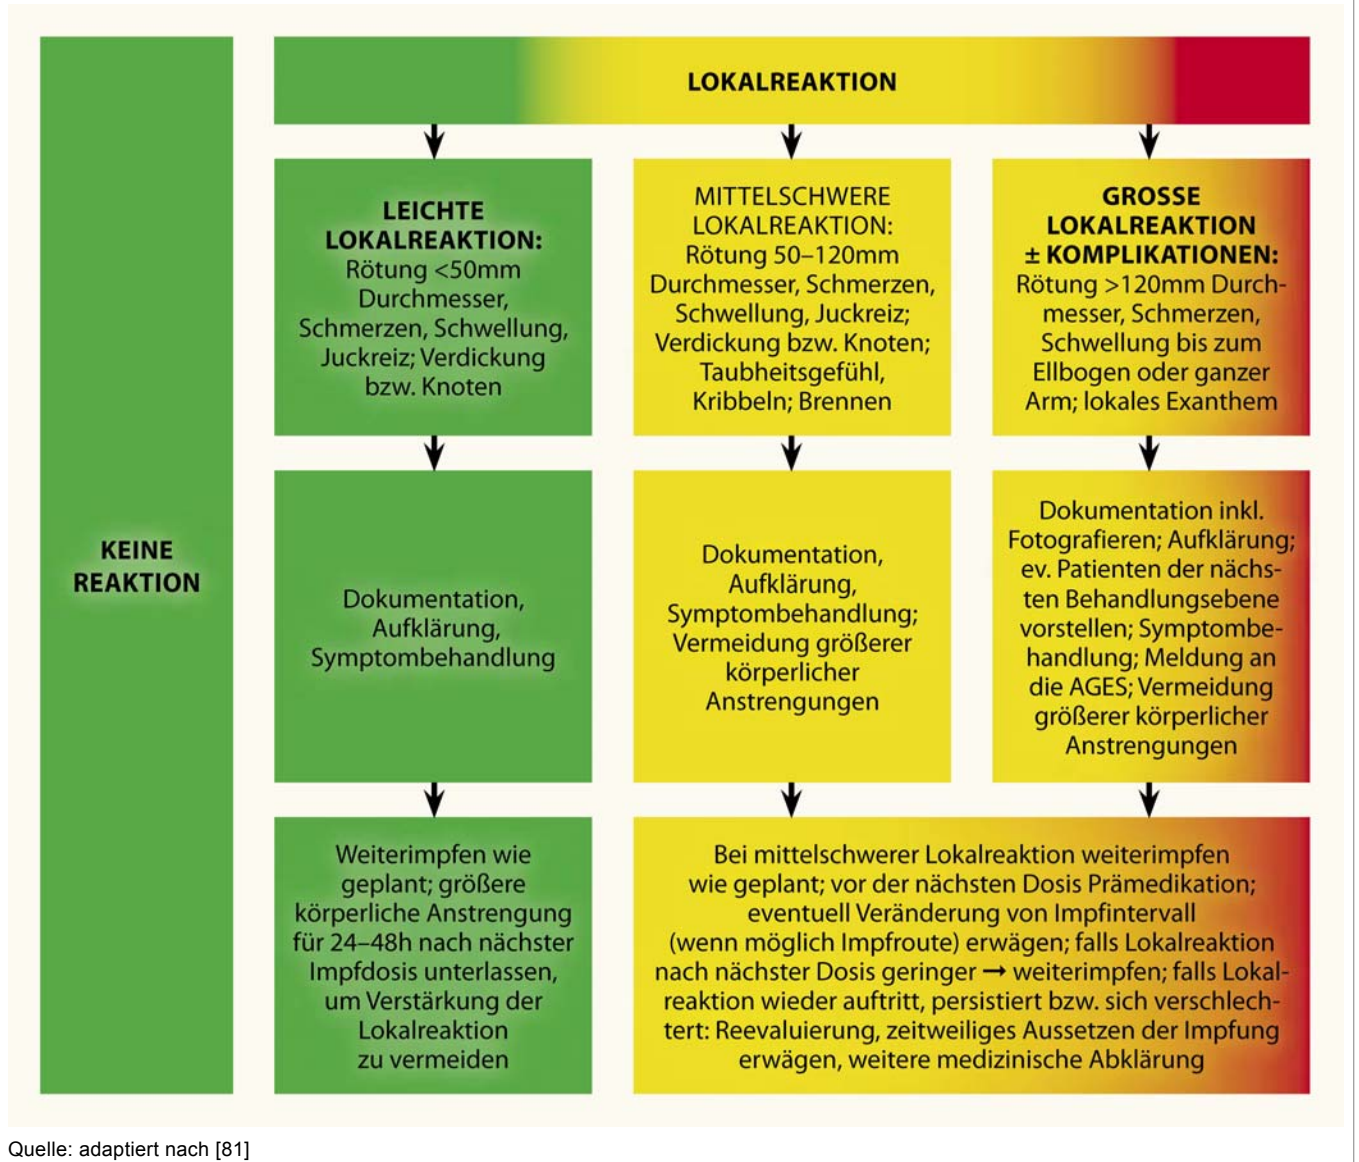 KEINE
REAKTION
LOKALREAKTION
LEICHTE
LOKALREAKTION:
Rötung <50mm
Durchmesser,
Schmerzen, Schwellung,
Juckreiz; Verdickung
bzw. Knoten
Dokumentation,
Aufklärung,
Symptombehandlung
Weiterimpfen wie
geplant; größere
körperliche Anstrengung
für 24–48h nach nächster
Impfdosis unterlassen,
um Verstärkung der
Lokalreaktion
zu vermeiden
MITTELSCHWERE
LOKALREAKTION:
Rötung 50–120mm
Durchmesser, Schmerzen,
Schwellung, Juckreiz;
Verdickung bzw. Knoten;
Taubheitsgefühl,
Kribbeln; Brennen
Dokumentation,
Aufklärung,
Symptombehandlung;
Vermeidung größerer
körperlicher
Anstrengungen
GROSSE
LOKALREAKTION
± KOMPLIKATIONEN:
Rötung >120mm Durch-
messer, Schmerzen,
Schwellung bis zum
Ellbogen oder ganzer
Arm; lokales Exanthem
Dokumentation inkl.
Fotografieren; Aufklärung;
ev. Patienten der nächs-
ten Behandlungsebene
vorstellen; Symptombe-
handlung; Meldung an
die AGES; Vermeidung
größerer körperlicher
Anstrengungen
Bei mittelschwerer Lokalreaktion weiterimpfen
wie geplant; vor der nächsten Dosis Prämedikation;
eventuell Veränderung von Impfintervall
(wenn möglich Impfroute) erwägen; falls Lokalreaktion
nach nächster Dosis geringer → weiterimpfen; falls Lokal-
reaktion wieder auftritt, persistiert bzw. sich verschlech-
tert: Reevaluierung, zeitweiliges Aussetzen der Impfung
erwägen, weitere medizinische Abklärung
Quelle: adaptiert nach [81]